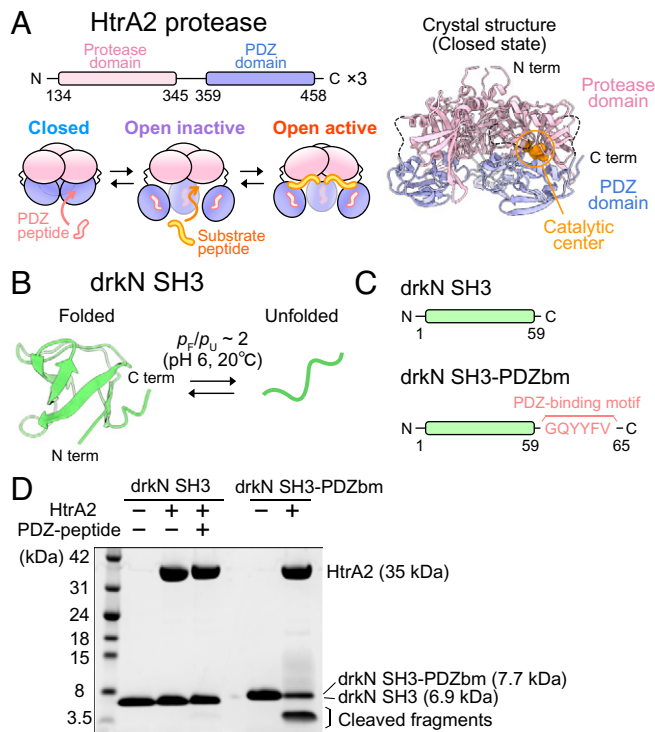 A
HtrA2 protease
Protease
domain
PDZ
domain
N
C ×3
134
345
359
458
Closed
Open inactive
Open active
PDZ
peptide
Substrate
peptide
Crystal structure
(Closed state)
N term
Protease
domain
C term
PDZ
domain
Catalytic
center
B
drkN SH3
Folded
Unfolded
pF/pU ~ 2
(pH 6, 20°C)
C term
N term
C
drkN SH3
N
C
1
59
drkN SH3-PDZbm
PDZ-binding motif
N
GQYYFV
C
1
59
65
D
drkN SH3
drkN SH3-PDZbm
HtrA2
− + + − +
PDZ-peptide
− − +
(kDa)
42
31
24
18
15
8
3.5
HtrA2 (35 kDa)
drkN SH3-PDZbm (7.7 kDa)
drkN SH3 (6.9 kDa)
Cleaved fragments